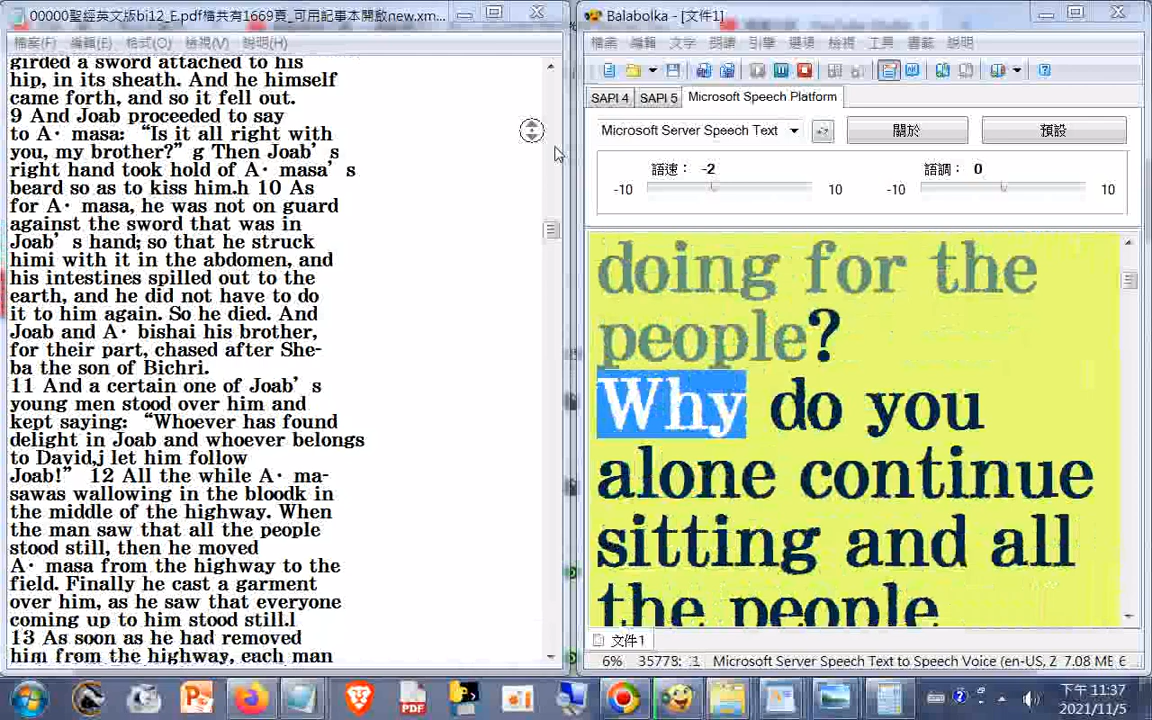 00000聖經英文版bi12_E.pdf檔共有1669頁_可用記事本開啟new.xm...
檔案(F) 編輯(E) 格式(O) 檢視(V) 說明(H)
girded a sword attached to his
hip, in its sheath. And he himself
came forth, and so it fell out.
9 And Joab proceeded to say
to A‧masa: “Is it all right with
you, my brother?” g Then Joab’s
right hand took hold of A‧masa’s
beard so as to kiss him.h 10 As
for A‧masa, he was not on guard
against the sword that was in
Joab’s hand; so that he struck
himi with it in the abdomen, and
his intestines spilled out to the
earth, and he did not have to do
it to him again. So he died. And
Joab and A‧bishai his brother,
for their part, chased after She-
ba the son of Bichri.
11 And a certain one of Joab’s
young men stood over him and
kept saying: “Whoever has found
delight in Joab and whoever belongs
to David,j let him follow
Joab!” 12 All the while A‧ma-
sawas wallowing in the bloodk in
the middle of the highway. When
the man saw that all the people
stood still, then he moved
A‧masa from the highway to the
field. Finally he cast a garment
over him, as he saw that everyone
coming up to him stood still.l
13 As soon as he had removed
him from the highway, each man
Balabolka - [文件1]
檔案 編輯 文字 朗讀 引擎 選項 檢視 工具 書籤 說明
SAPI 4 SAPI 5 Microsoft Speech Platform
Microsoft Server Speech Text 關於 預設
語速： -2 語調： 0
-10 10 -10 10
doing for the
people?
Why do you
alone continue
sitting and all
the people
文件1
6% 35778: 1 Microsoft Server Speech Text to Speech Voice (en-US, 2 7.08 MB 6
PDF
下午 11:37
2021/11/5